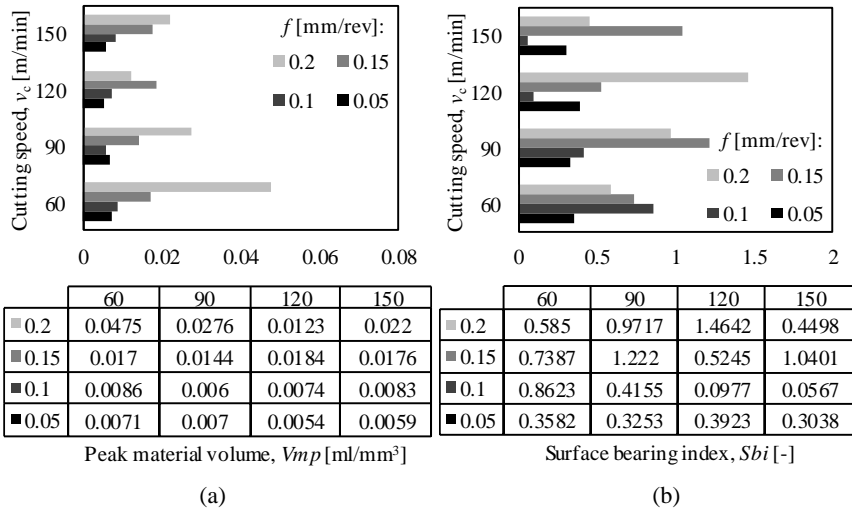 Cutting speed, vc [m/min]
150
120
90
60
f [mm/rev]:
0.2 0.15
0.1 0.05
0 0.02 0.04 0.06 0.08
60 90 120 150
0.2 0.0475 0.0276 0.0123 0.022
0.15 0.017 0.0144 0.0184 0.0176
0.1 0.0086 0.006 0.0074 0.0083
0.05 0.0071 0.007 0.0054 0.0059
Peak material volume, Vmp [ml/mm³]
(a)
Cutting speed, vc [m/min]
150
120
90
60
f [mm/rev]:
0.2 0.15
0.1 0.05
0 0.5 1 1.5 2
60 90 120 150
0.2 0.585 0.9717 1.4642 0.4498
0.15 0.7387 1.222 0.5245 1.0401
0.1 0.8623 0.4155 0.0977 0.0567
0.05 0.3582 0.3253 0.3923 0.3038
Surface bearing index, Sbi [-]
(b)